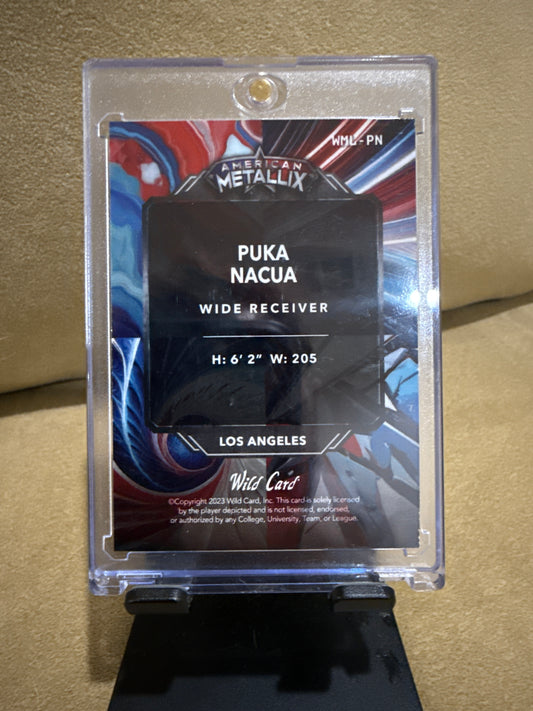 WML-PN
AMERICAN
METALLIX
PUKA
NACUA
WIDE RECEIVER
H: 6' 2" W: 205
LOS ANGELES
Wild Card
©Copyright 2023 Wild Card, Inc. This card is solely licensed
by the player depicted and is not licensed, endorsed,
or authorized by any College, University, Team, or League.